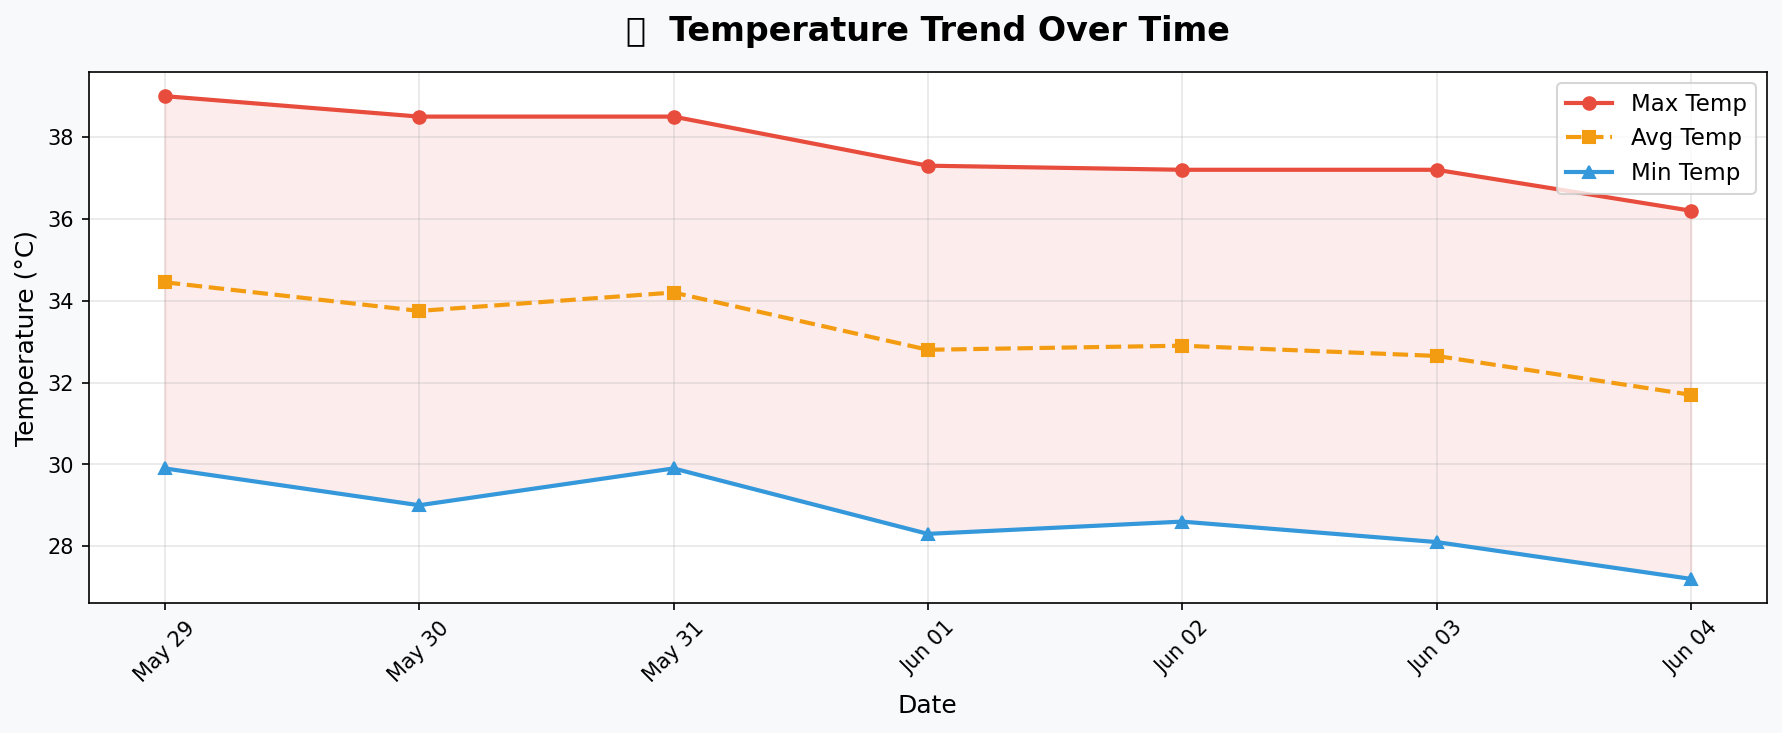 Temperature Trend Over Time
Max Temp
Avg Temp
Min Temp
Temperature (°C)
38
36
34
32
30
28
May 29
May 30
May 31
Jun 01
Jun 02
Jun 03
Jun 04
Date